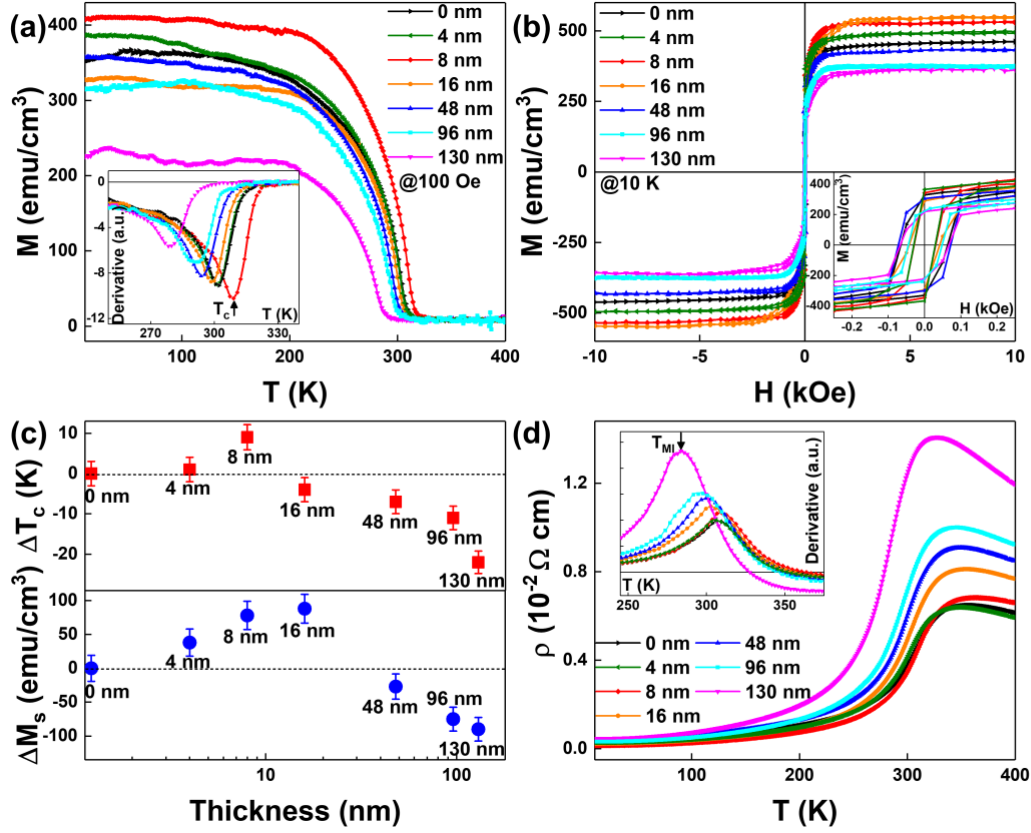 (a)
M (emu/cm³)
400
300
200
100
0
0 nm
4 nm
8 nm
16 nm
48 nm
96 nm
130 nm
@100 Oe
Derivative (a.u.)
0
-4
-8
-12
T_c
T (K)
270
300
330
100
200
300
400
T (K)
(b)
M (emu/cm³)
500
250
0
-250
-500
0 nm
4 nm
8 nm
16 nm
48 nm
96 nm
130 nm
@10 K
M (emu/cm³)
400
200
0
-200
-400
-0.2
-0.1
0.0
0.1
0.2
H (kOe)
-10
-5
0
5
10
H (kOe)
(c)
ΔT_c (K)
10
0
-10
-20
0 nm
4 nm
8 nm
16 nm
48 nm
96 nm
130 nm
ΔM_s (emu/cm³)
100
50
0
-50
-100
0 nm
4 nm
8 nm
16 nm
48 nm
96 nm
130 nm
10
100
Thickness (nm)
(d)
ρ (10⁻² Ω cm)
1.2
0.8
0.4
0.0
T_MI
Derivative (a.u.)
T (K)
250
300
350
0 nm
4 nm
8 nm
16 nm
48 nm
96 nm
130 nm
100
200
300
400
T (K)